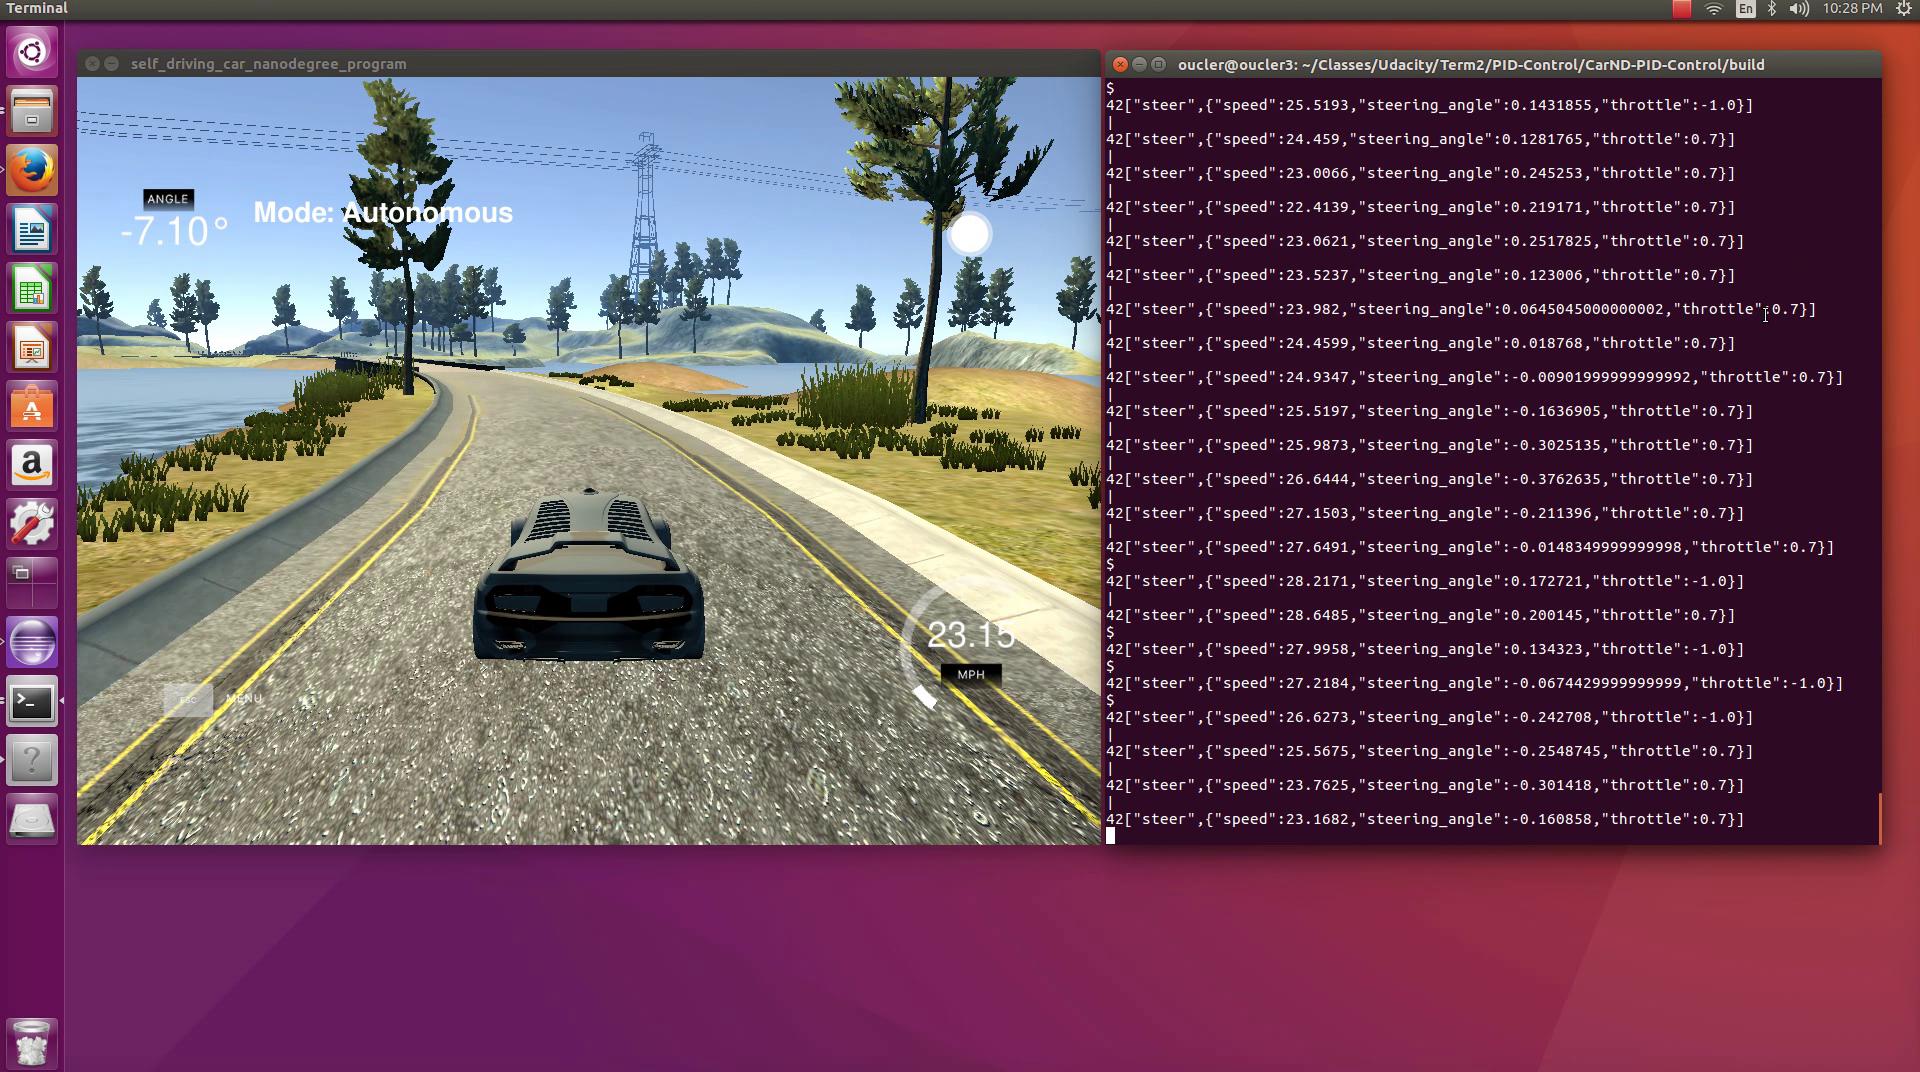 Terminal
En
10:28 PM
self_driving_car_nanodegree_program
ANGLE
-7.10°
Mode: Autonomous
23.15
MPH
ESC
MENU
a
>_
?
oucler@oucler3: ~/Classes/Udacity/Term2/PID-Control/CarND-PID-Control/build
$
42["steer",{"speed":25.5193,"steering_angle":0.1431855,"throttle":-1.0}]
|
42["steer",{"speed":24.459,"steering_angle":0.1281765,"throttle":0.7}]
|
42["steer",{"speed":23.0066,"steering_angle":0.245253,"throttle":0.7}]
|
42["steer",{"speed":22.4139,"steering_angle":0.219171,"throttle":0.7}]
|
42["steer",{"speed":23.0621,"steering_angle":0.2517825,"throttle":0.7}]
|
42["steer",{"speed":23.5237,"steering_angle":0.123006,"throttle":0.7}]
|
42["steer",{"speed":23.982,"steering_angle":0.0645045000000002,"throttle":0.7}]
|
42["steer",{"speed":24.4599,"steering_angle":0.018768,"throttle":0.7}]
|
42["steer",{"speed":24.9347,"steering_angle":-0.00901999999999992,"throttle":0.7}]
|
42["steer",{"speed":25.5197,"steering_angle":-0.1636905,"throttle":0.7}]
|
42["steer",{"speed":25.9873,"steering_angle":-0.3025135,"throttle":0.7}]
|
42["steer",{"speed":26.6444,"steering_angle":-0.3762635,"throttle":0.7}]
|
42["steer",{"speed":27.1503,"steering_angle":-0.211396,"throttle":0.7}]
|
42["steer",{"speed":27.6491,"steering_angle":-0.0148349999999998,"throttle":0.7}]
$
42["steer",{"speed":28.2171,"steering_angle":0.172721,"throttle":-1.0}]
|
42["steer",{"speed":28.6485,"steering_angle":0.200145,"throttle":0.7}]
$
42["steer",{"speed":27.9958,"steering_angle":0.134323,"throttle":-1.0}]
$
42["steer",{"speed":27.2184,"steering_angle":-0.0674429999999999,"throttle":-1.0}]
$
42["steer",{"speed":26.6273,"steering_angle":-0.242708,"throttle":-1.0}]
|
42["steer",{"speed":25.5675,"steering_angle":-0.2548745,"throttle":0.7}]
|
42["steer",{"speed":23.7625,"steering_angle":-0.301418,"throttle":0.7}]
|
42["steer",{"speed":23.1682,"steering_angle":-0.160858,"throttle":0.7}]